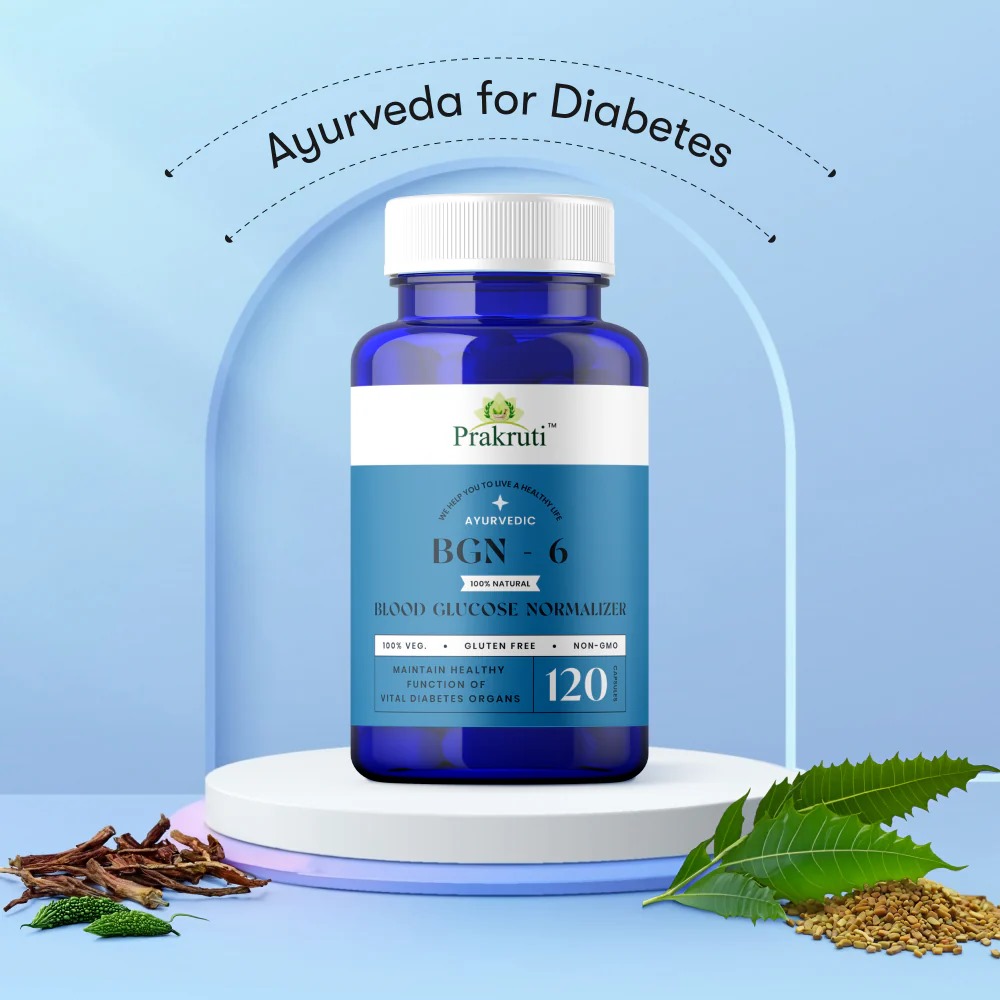 Ayurveda for Diabetes
Prakruti™
WE HELP YOU TO LIVE A HEALTHY LIFE
AYURVEDIC
BGN - 6
100% NATURAL
BLOOD GLUCOSE NORMALIZER
100% VEG. • GLUTEN FREE • NON-GMO
MAINTAIN HEALTHY
FUNCTION OF
VITAL DIABETES ORGANS
120
CAPSULES